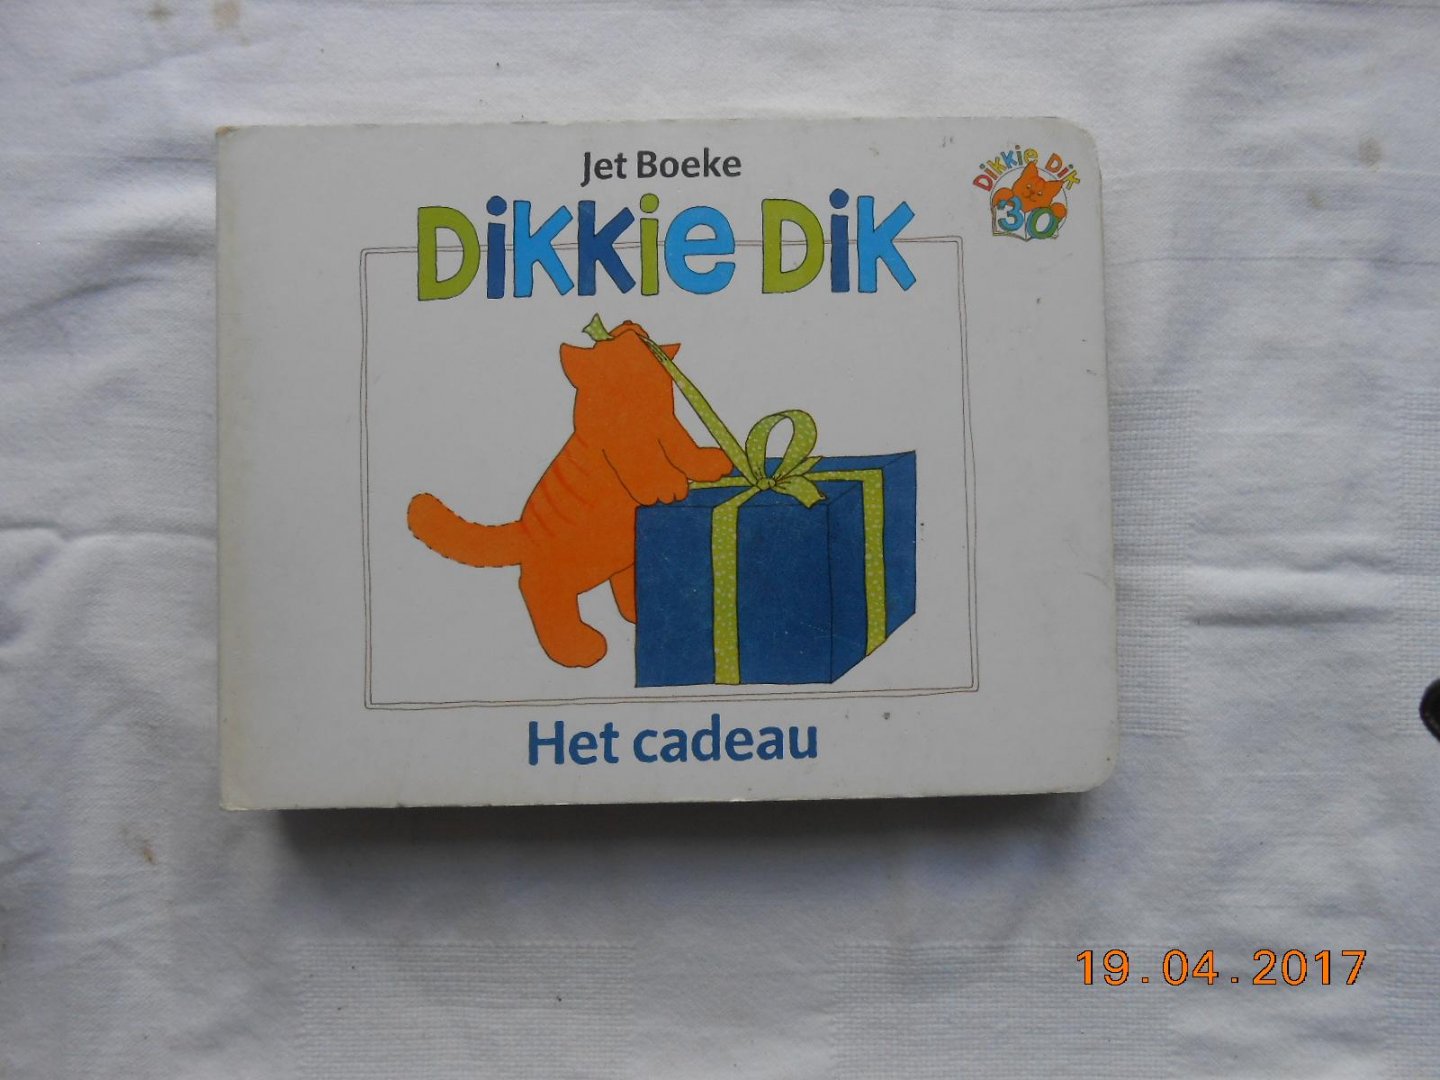 Jet Boeke
DiKKie DiK
Dikkie Dik
30
Het cadeau
19.04.2017